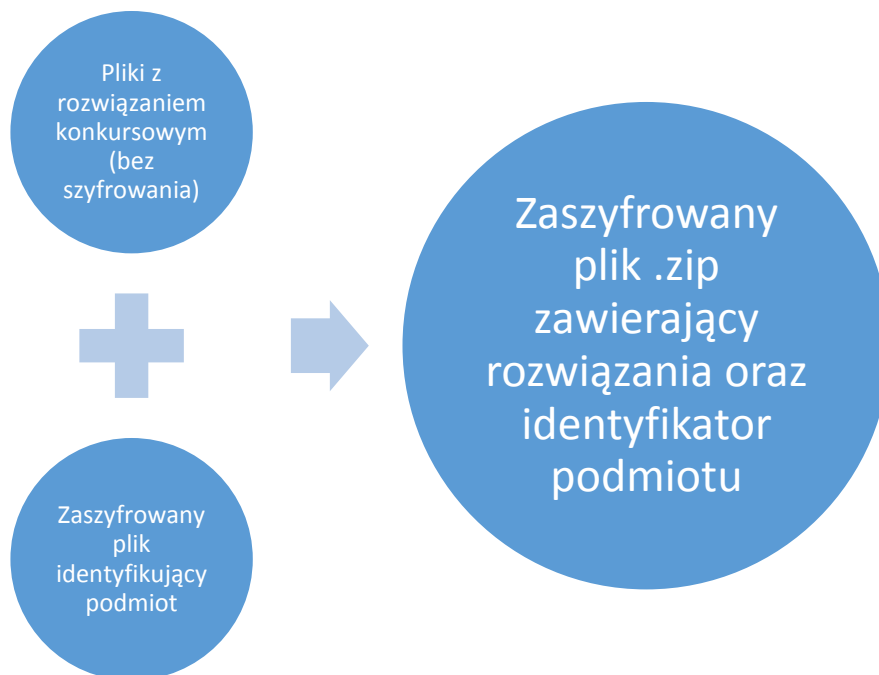 Pliki z
rozwiązaniem
konkursowym
(bez
szyfrowania)
Zaszyfrowany
plik
identyfikujący
podmiot
Zaszyfrowany
plik .zip
zawierający
rozwiązania oraz
identyfikator
podmiotu